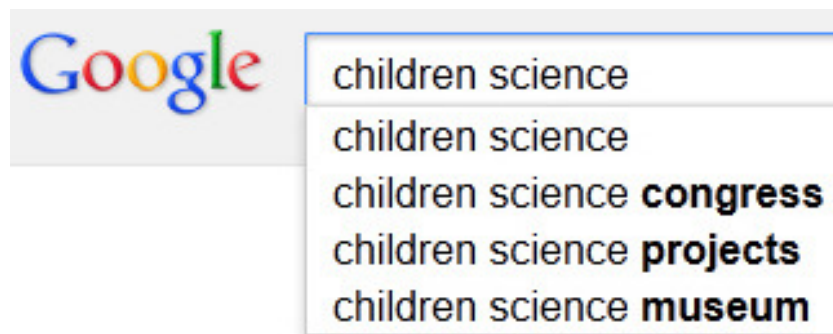 Google
children science
children science
children science congress
children science projects
children science museum